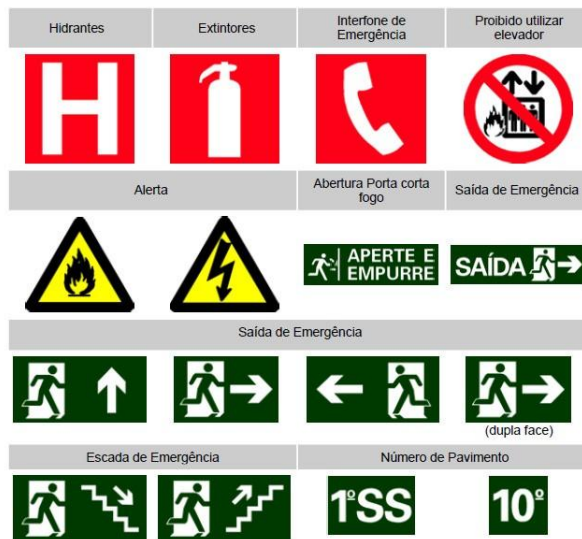 Hidrantes
Extintores
Interfone de
Emergência
Proibido utilizar
elevador
H
Alerta
Abertura Porta corta
fogo
Saída de Emergência
APERTE E
EMPURRE
SAÍDA
Saída de Emergência
(dupla face)
Escada de Emergência
Número de Pavimento
1ºSS
10º